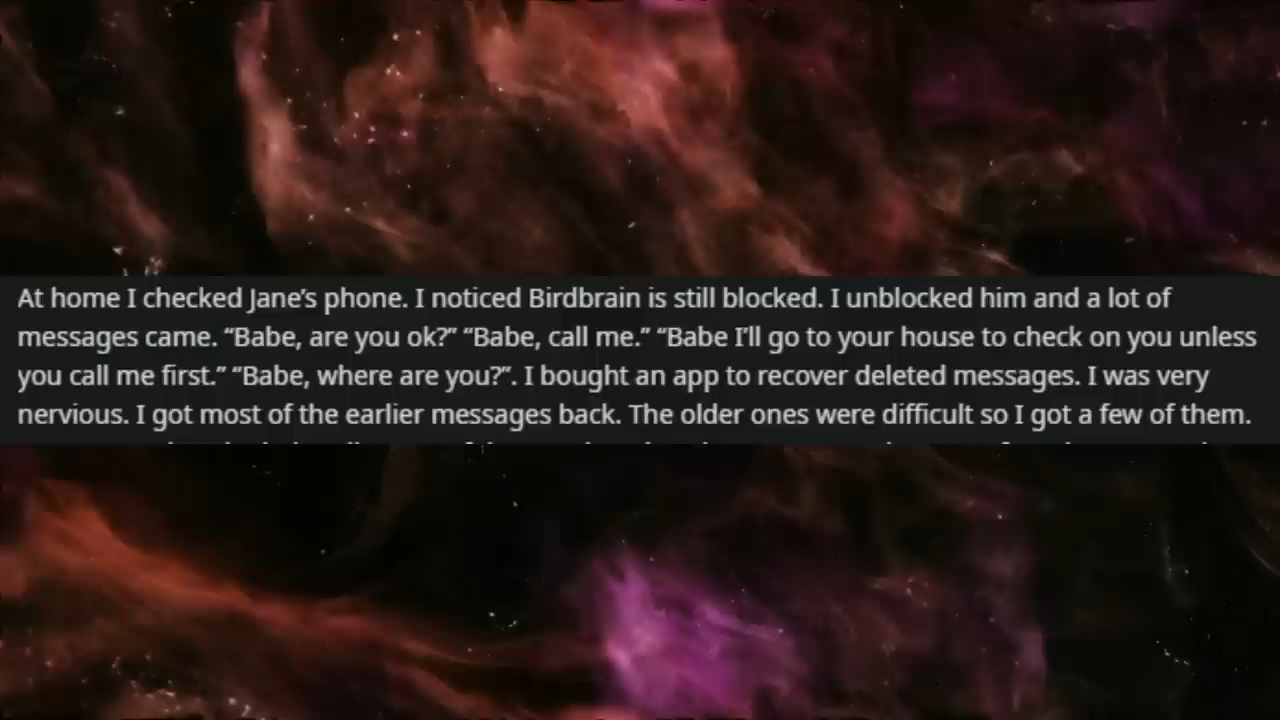 At home I checked Jane’s phone. I noticed Birdbrain is still blocked. I unblocked him and a lot of
messages came. “Babe, are you ok?” “Babe, call me.” “Babe I’ll go to your house to check on you unless
you call me first.” “Babe, where are you?”. I bought an app to recover deleted messages. I was very
nervious. I got most of the earlier messages back. The older ones were difficult so I got a few of them.